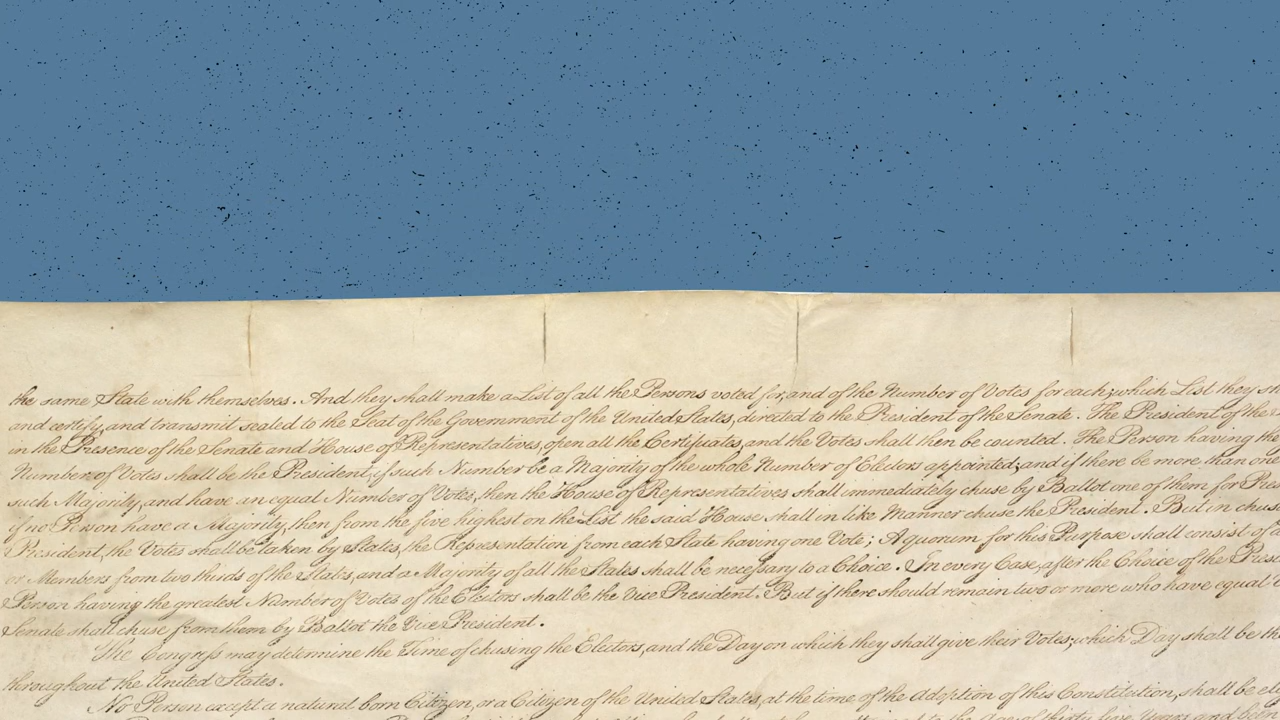 the same State with themselves. And they shall make a List of all the Persons voted for, and of the Number of Votes for each; which List they
and certify, and transmit sealed to the Seat of the Government of the United States, directed to the President of the Senate. The President of the
in the Presence of the Senate and House of Representatives, open all the Certificates, and the Votes shall then be counted. The Person having the
Number of Votes shall be the President, if such Number be a Majority of the whole Number of Electors appointed; and if there be more than one
such Majority, and have an equal Number of Votes, then the House of Representatives shall immediately chuse by Ballot one of them for
if no Person have a Majority, then from the five highest on the List the said House shall in like Manner chuse the President. But in
President, the Votes shall be taken by States, the Representation from each State having one Vote; A quorum for this Purpose shall consist of
or Members from two thirds of the States, and a Majority of all the States shall be necessary to a Choice. In every Case, after the Choice of the
Person having the greatest Number of Votes of the Electors shall be the Vice President. But if there should remain two or more who have equal
Senate shall chuse from them by Ballot the Vice President.
The Congress may determine the Time of chusing the Electors, and the Day on which they shall give their Votes; which Day shall be the
throughout the United States.
No Person except a natural born Citizen, or a Citizen of the United States, at the time of the Adoption of this Constitution, shall be